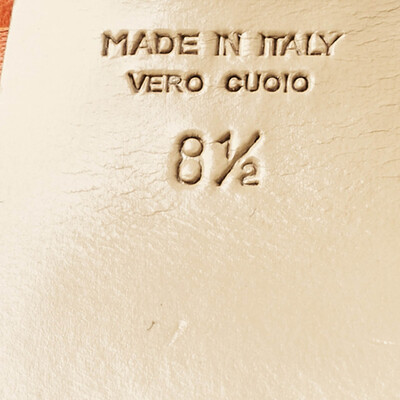 MADE IN ITALY
VERO CUOIO
8½